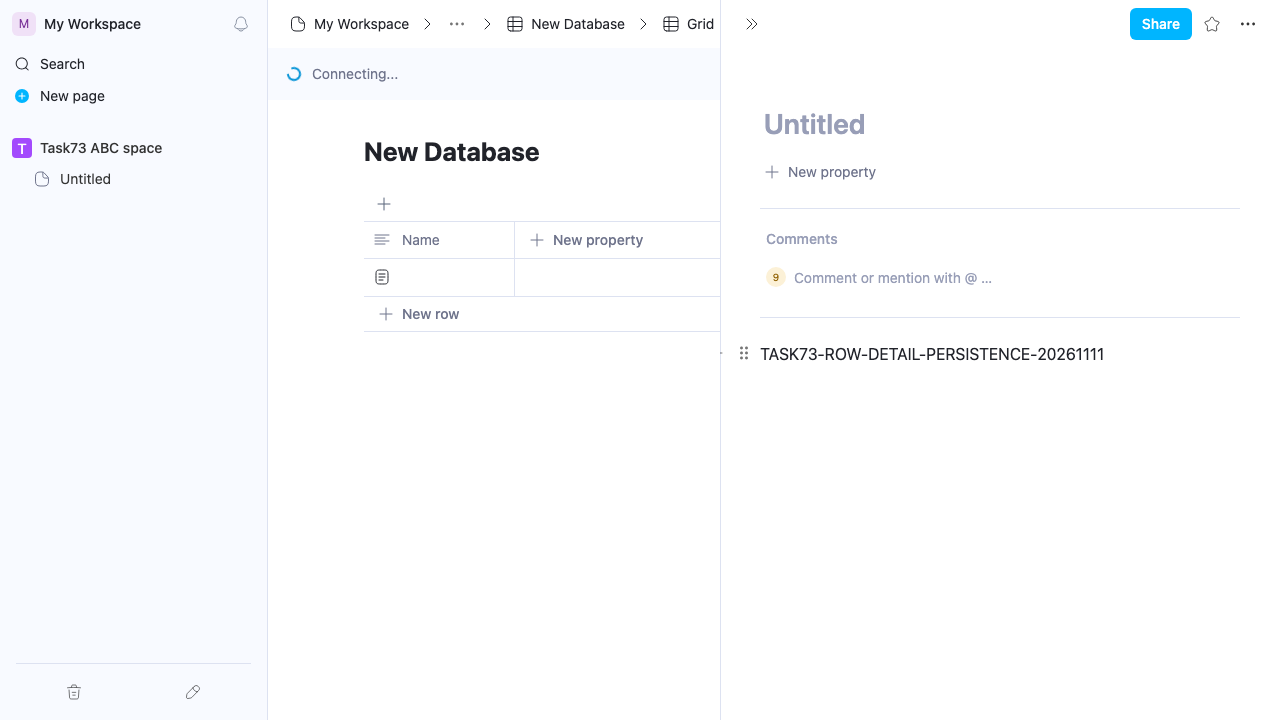 M My Workspace
Search
New page
T Task73 ABC space
Untitled
My Workspace > ... > New Database > Grid
Connecting...
New Database
Name
New property
New row
Share
Untitled
New property
Comments
9 Comment or mention with @ ...
TASK73-ROW-DETAIL-PERSISTENCE-20261111